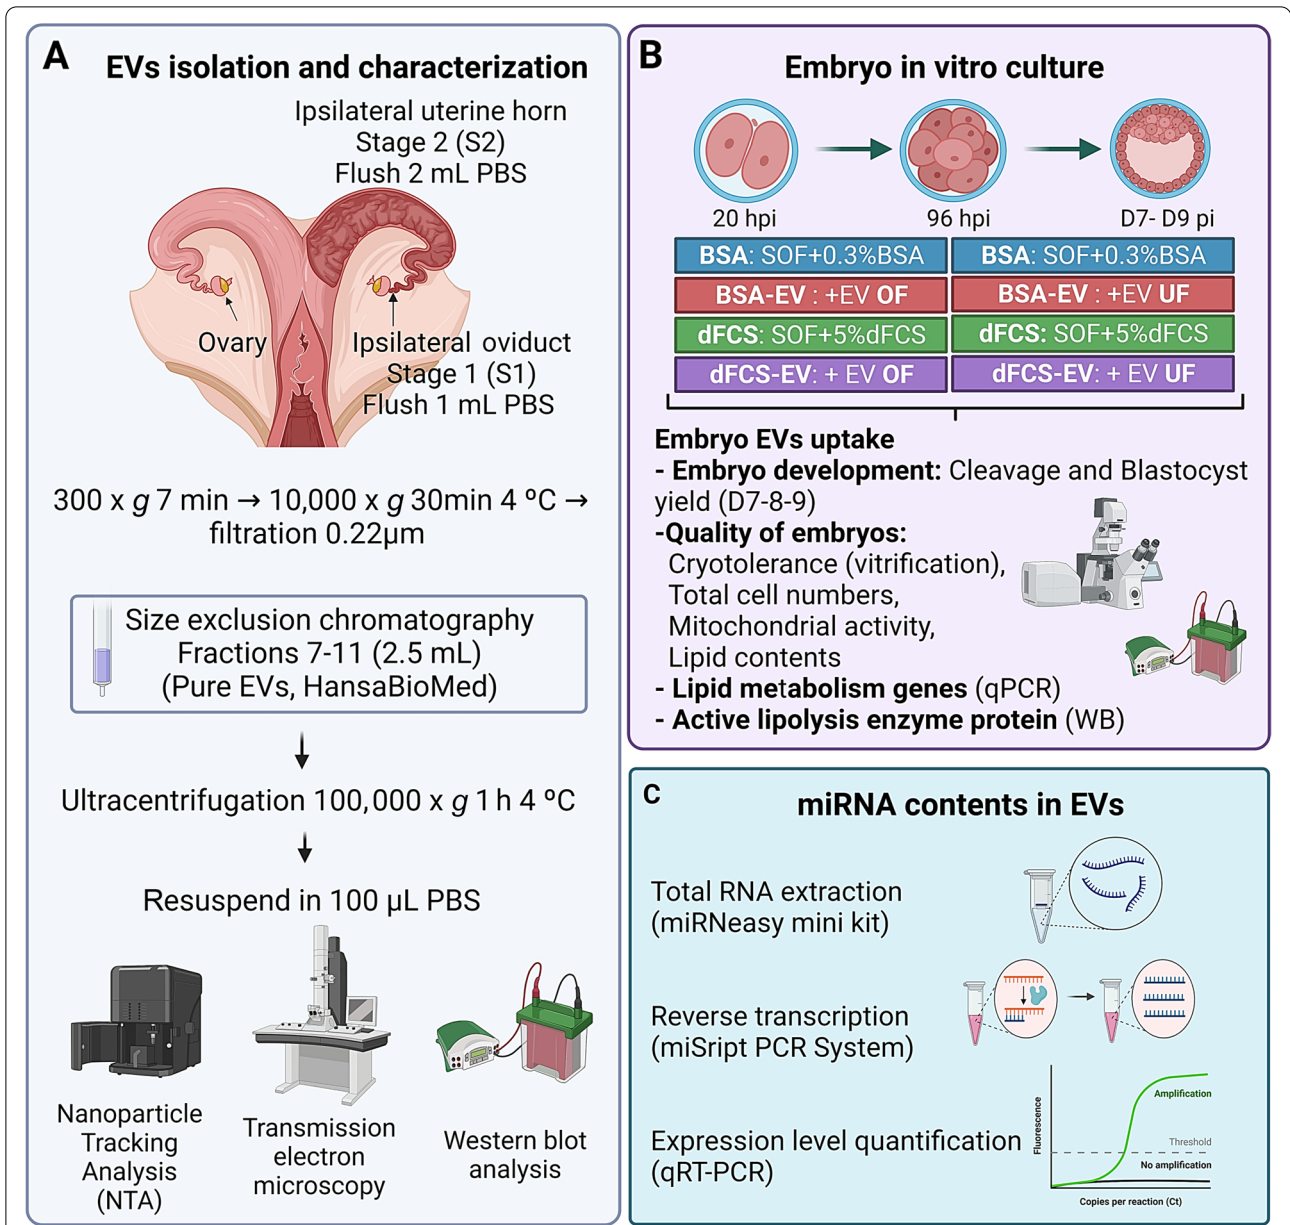 A
EVs isolation and characterization
Ipsilateral uterine horn
Stage 2 (S2)
Flush 2 mL PBS
Ovary
Ipsilateral oviduct
Stage 1 (S1)
Flush 1 mL PBS
300 x g 7 min → 10,000 x g 30min 4 ºC →
filtration 0.22µm
Size exclusion chromatography
Fractions 7-11 (2.5 mL)
(Pure EVs, HansaBioMed)
Ultracentrifugation 100,000 x g 1 h 4 ºC
Resuspend in 100 µL PBS
Nanoparticle
Tracking
Analysis
(NTA)
Transmission
electron
microscopy
Western blot
analysis
B
Embryo in vitro culture
20 hpi
96 hpi
D7- D9 pi
BSA: SOF+0.3%BSA
BSA: SOF+0.3%BSA
BSA-EV : +EV OF
BSA-EV : +EV UF
dFCS: SOF+5%dFCS
dFCS: SOF+5%dFCS
dFCS-EV: + EV OF
dFCS-EV: + EV UF
Embryo EVs uptake
- Embryo development: Cleavage and Blastocyst
yield (D7-8-9)
-Quality of embryos:
Cryotolerance (vitrification),
Total cell numbers,
Mitochondrial activity,
Lipid contents
- Lipid metabolism genes (qPCR)
- Active lipolysis enzyme protein (WB)
C
miRNA contents in EVs
Total RNA extraction
(miRNeasy mini kit)
Reverse transcription
(miSript PCR System)
Expression level quantification
(qRT-PCR)
Fluorescence
Amplification
Threshold
No amplification
Copies per reaction (Ct)